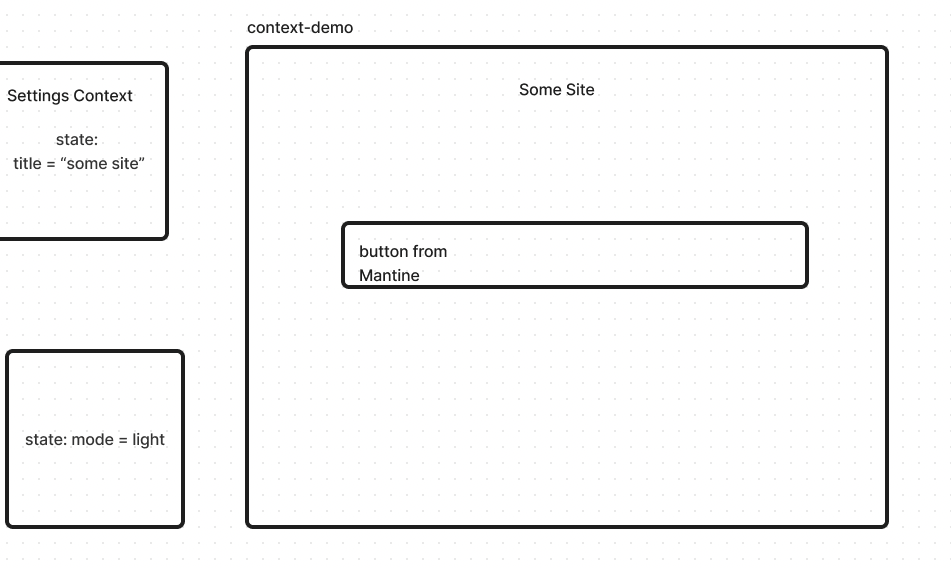 context-demo
Settings Context
state:
title = “some site”
Some Site
button from
Mantine
state: mode = light